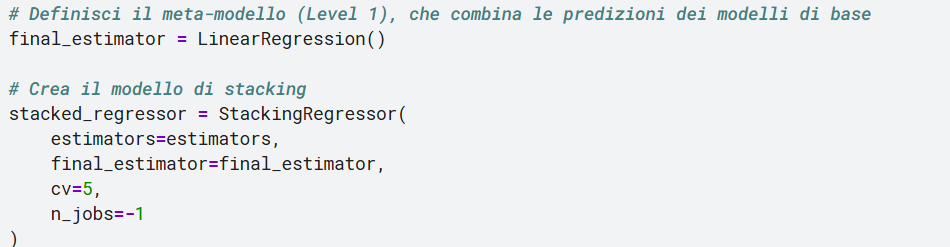 # Definisci il meta-modello (Level 1), che combina le predizioni dei modelli di base
final_estimator = LinearRegression()
# Crea il modello di stacking
stacked_regressor = StackingRegressor(
    estimators=estimators,
    final_estimator=final_estimator,
    cv=5,
    n_jobs=-1
)